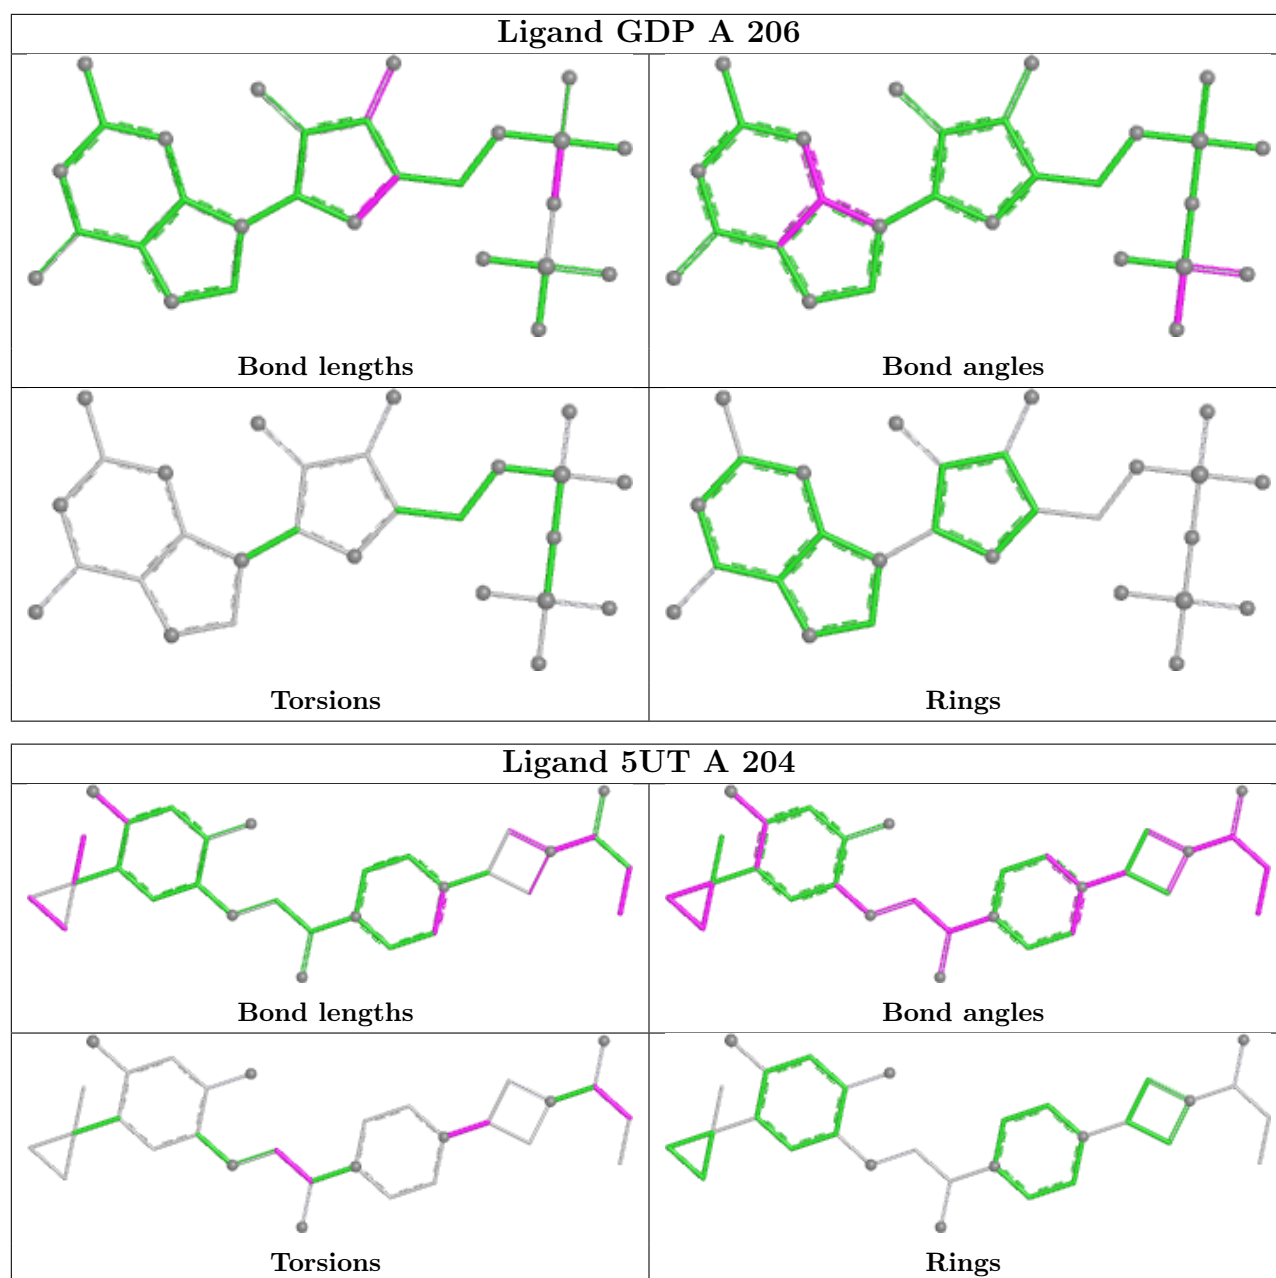 Ligand GDP A 206
Bond lengths
Bond angles
Torsions
Rings
Ligand 5UT A 204
Bond lengths
Bond angles
Torsions
Rings